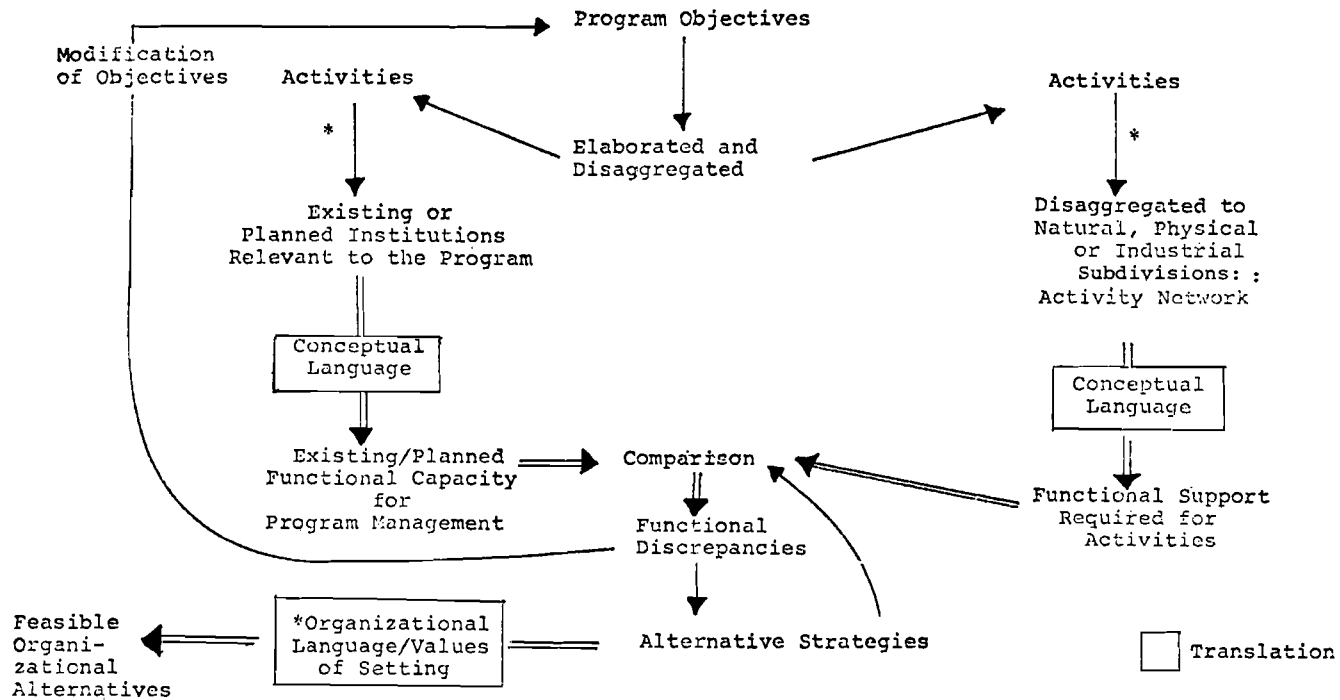 Program Objectives
Modification
of Objectives
Activities
Activities
*
*
Elaborated and
Disaggregated
Existing or
Planned Institutions
Relevant to the Program
Disaggregated to
Natural, Physical
or Industrial
Subdivisions: :
Activity Network
Conceptual
Language
Conceptual
Language
Existing/Planned
Functional Capacity
for
Program Management
Comparison
Functional Support
Required for
Activities
Functional
Discrepancies
Feasible
Organi-
zational
Alternatives
*Organizational
Language/Values
of Setting
Alternative Strategies
Translation